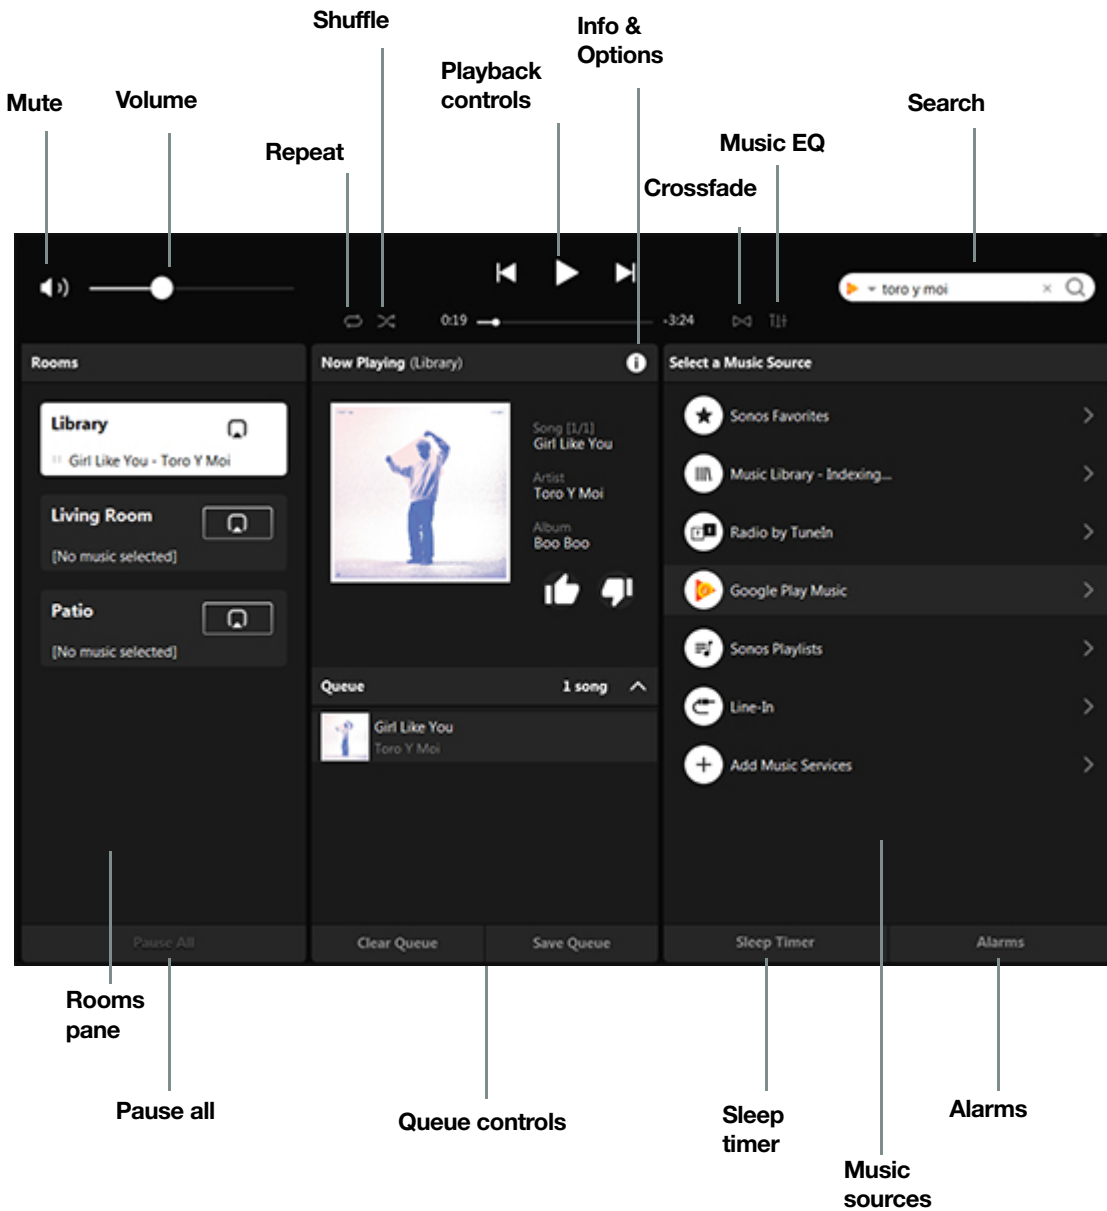 Shuffle
Info &
Options
Playback
controls
Mute
Volume
Search
Repeat
Music EQ
Crossfade
toro y moi
0:19
-3:24
Rooms
Library
Girl Like You - Toro Y Moi
Living Room
[No music selected]
Patio
[No music selected]
Pause All
Now Playing (Library)
Song [1/1]
Girl Like You
Artist
Toro Y Moi
Album
Boo Boo
Queue
1 song
Girl Like You
Toro Y Moi
Clear Queue
Save Queue
Select a Music Source
Sonos Favorites
Music Library - Indexing...
Radio by TuneIn
Google Play Music
Sonos Playlists
Line-In
Add Music Services
Sleep Timer
Alarms
Rooms
pane
Pause all
Queue controls
Sleep
timer
Alarms
Music
sources